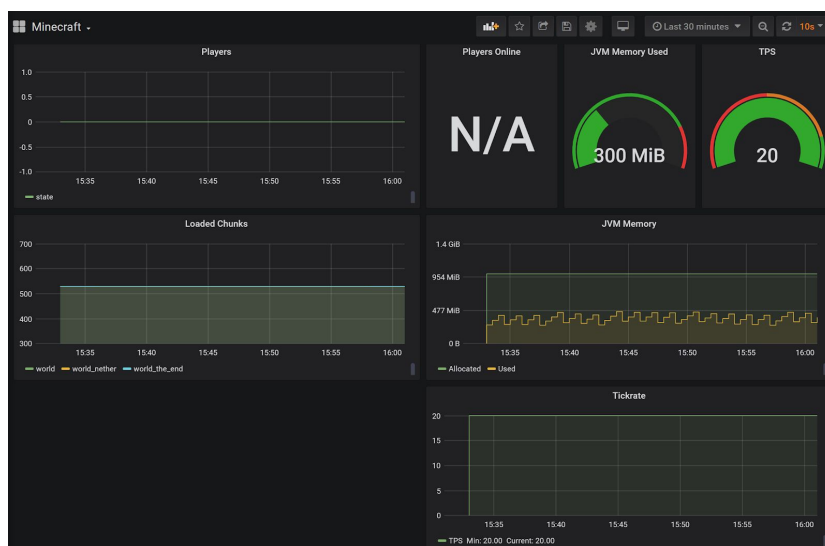 Minecraft
Last 30 minutes
10s
Players
1.0
0.5
0
-0.5
-1.0
15:35 15:40 15:45 15:50 15:55 16:00
state
Players Online
N/A
JVM Memory Used
300 MiB
TPS
20
Loaded Chunks
700
600
500
400
300
15:35 15:40 15:45 15:50 15:55 16:00
world world_nether world_the_end
JVM Memory
1.4 GiB
954 MiB
477 MiB
0 B
15:35 15:40 15:45 15:50 15:55 16:00
Allocated Used
Tickrate
20
15
10
5
0
15:35 15:40 15:45 15:50 15:55 16:00
TPS Min: 20.00 Current: 20.00